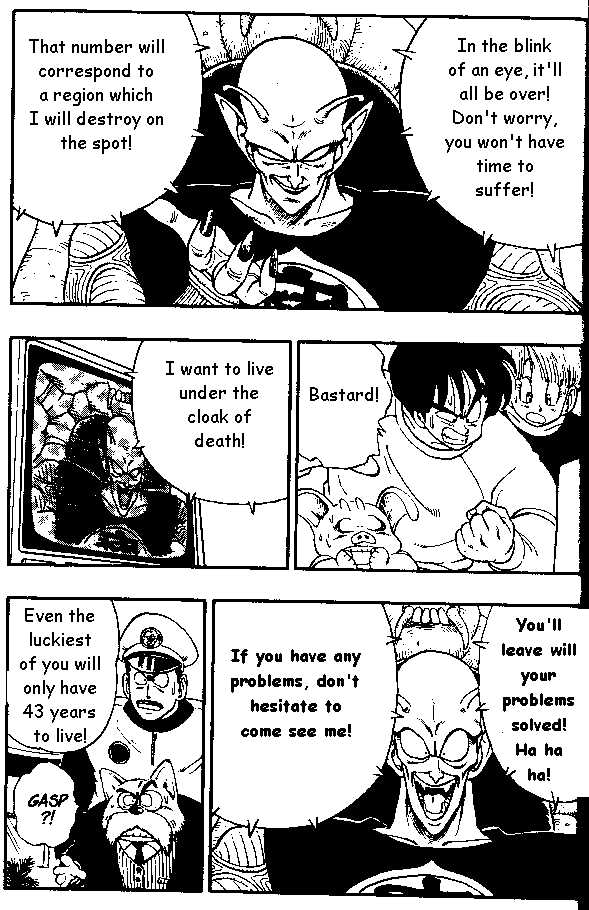 That number will
correspond to
a region which
I will destroy on
the spot!
In the blink
of an eye, it'll
all be over!
Don't worry,
you won't have
time to
suffer!
I want to live
under the
cloak of
death!
Bastard!
Even the
luckiest
of you will
only have
43 years
to live!
GASP
?!
If you have any
problems, don't
hesitate to
come see me!
You'll
leave will
your
problems
solved!
Ha ha
ha!